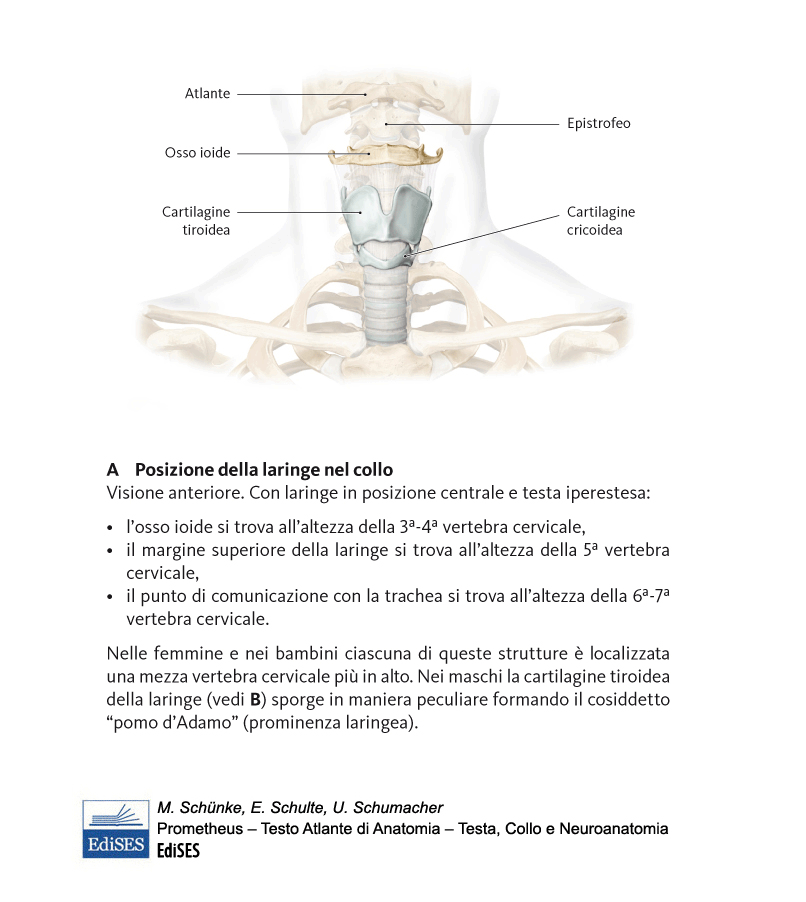 Atlante
Epistrofeo
Osso ioide
Cartilagine
tiroidea
Cartilagine
cricoidea
A Posizione della laringe nel collo
Visione anteriore. Con laringe in posizione centrale e testa iperestesa:
• l’osso ioide si trova all’altezza della 3ª-4ª vertebra cervicale,
• il margine superiore della laringe si trova all’altezza della 5ª vertebra
cervicale,
• il punto di comunicazione con la trachea si trova all’altezza della 6ª-7ª
vertebra cervicale.
Nelle femmine e nei bambini ciascuna di queste strutture è localizzata
una mezza vertebra cervicale più in alto. Nei maschi la cartilagine tiroidea
della laringe (vedi B) sporge in maniera peculiare formando il cosiddetto
“pomo d’Adamo” (prominenza laringea).
M. Schünke, E. Schulte, U. Schumacher
Prometheus – Testo Atlante di Anatomia – Testa, Collo e Neuroanatomia
EdiSES
EdiSES